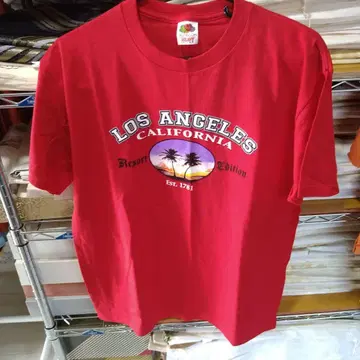 LOS ANGELES
CALIFORNIA
Resort Edition
EST. 1781